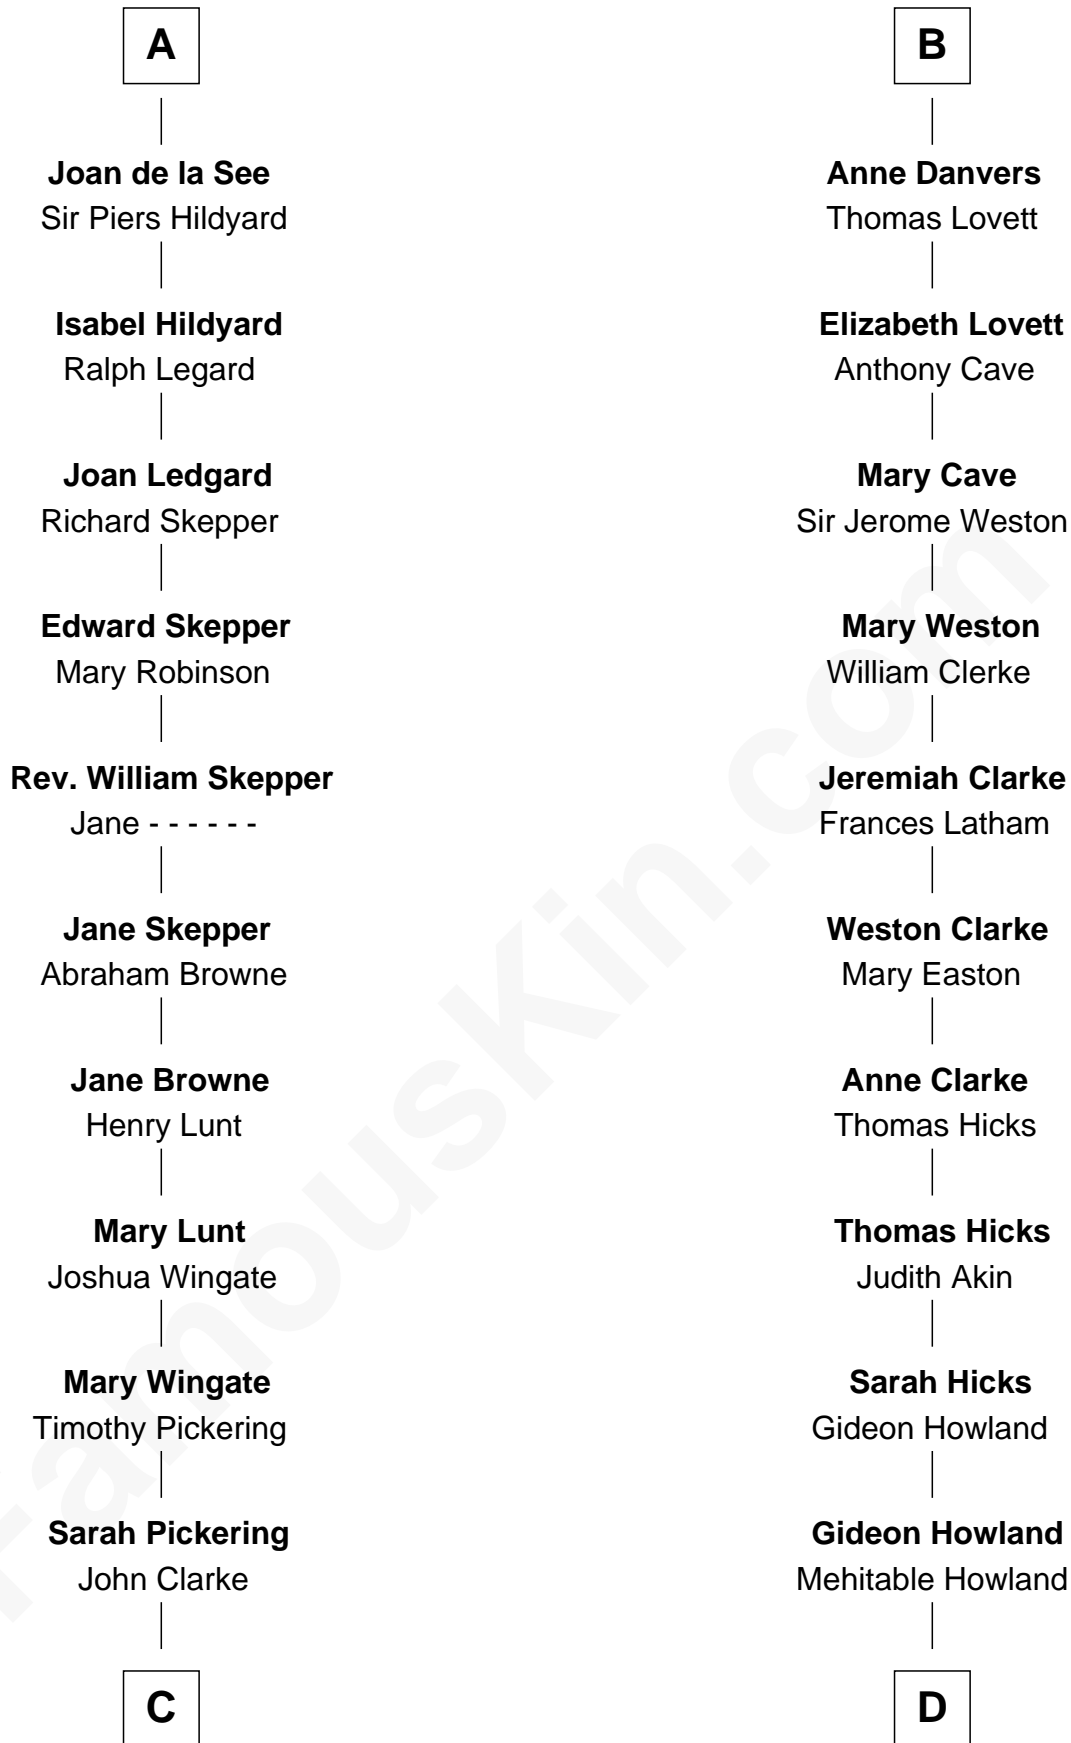 A
Joan de la See
Sir Piers Hildyard
Isabel Hildyard
Ralph Legard
Joan Ledgard
Richard Skepper
Edward Skepper
Mary Robinson
Rev. William Skepper
Jane - - - - - -
Jane Skepper
Abraham Browne
Jane Browne
Henry Lunt
Mary Lunt
Joshua Wingate
Mary Wingate
Timothy Pickering
Sarah Pickering
John Clarke
C
B
Anne Danvers
Thomas Lovett
Elizabeth Lovett
Anthony Cave
Mary Cave
Sir Jerome Weston
Mary Weston
William Clerke
Jeremiah Clarke
Frances Latham
Weston Clarke
Mary Easton
Anne Clarke
Thomas Hicks
Thomas Hicks
Judith Akin
Sarah Hicks
Gideon Howland
Gideon Howland
Mehitable Howland
D
FamousKin.com